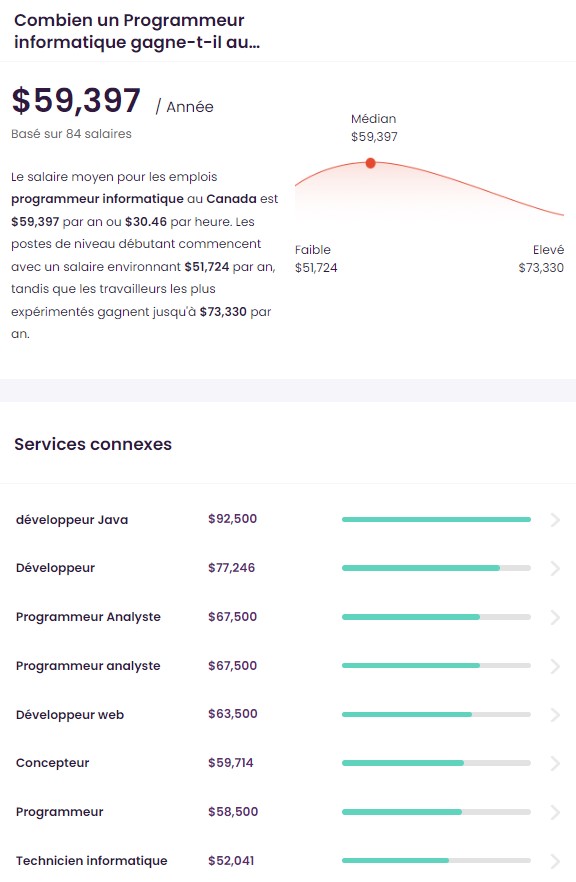 Combien un Programmeur
informatique gagne-t-il au...
$59,397 / Année
Basé sur 84 salaires
Le salaire moyen pour les emplois
programmeur informatique au Canada est
$59,397 par an ou $30.46 par heure. Les
postes de niveau débutant commencent
avec un salaire environnant $51,724 par an,
tandis que les travailleurs les plus
expérimentés gagnent jusqu'à $73,330 par
an.
Médian
$59,397
Faible Elevé
$51,724 $73,330
Services connexes
développeur Java $92,500
Développeur $77,246
Programmeur Analyste $67,500
Programmeur analyste $67,500
Développeur web $63,500
Concepteur $59,714
Programmeur $58,500
Technicien informatique $52,041